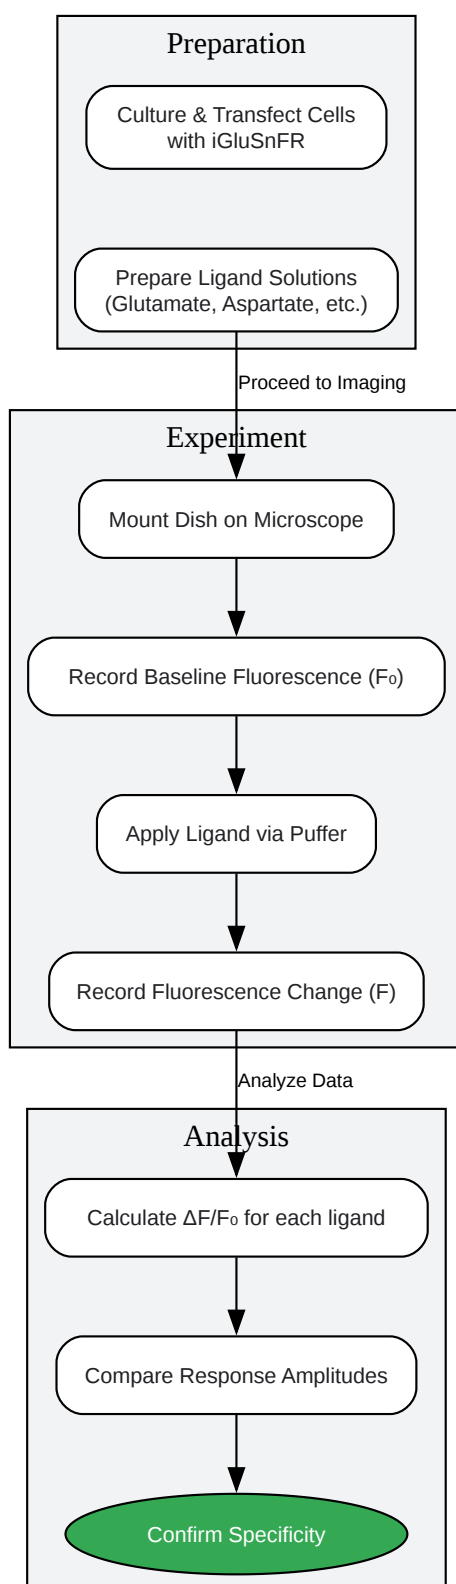 Preparation
Culture & Transfect Cells
with iGluSnFR
Prepare Ligand Solutions
(Glutamate, Aspartate, etc.)
Proceed to Imaging
Experiment
Mount Dish on Microscope
Record Baseline Fluorescence (F₀)
Apply Ligand via Puffer
Record Fluorescence Change (F)
Analyze Data
Analysis
Calculate ΔF/F₀ for each ligand
Compare Response Amplitudes
Confirm Specificity